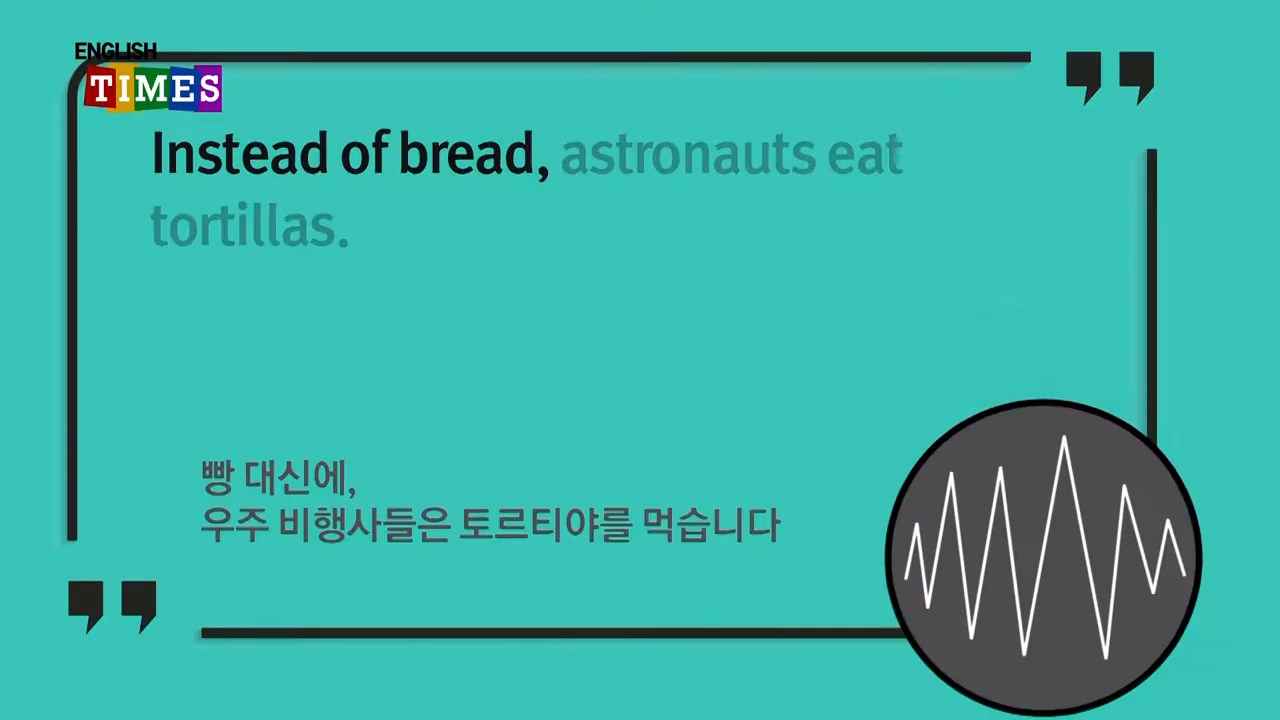 ENGLISH
TIMES
Instead of bread, astronauts eat
tortillas.
빵 대신에,
우주 비행사들은 토르티야를 먹습니다